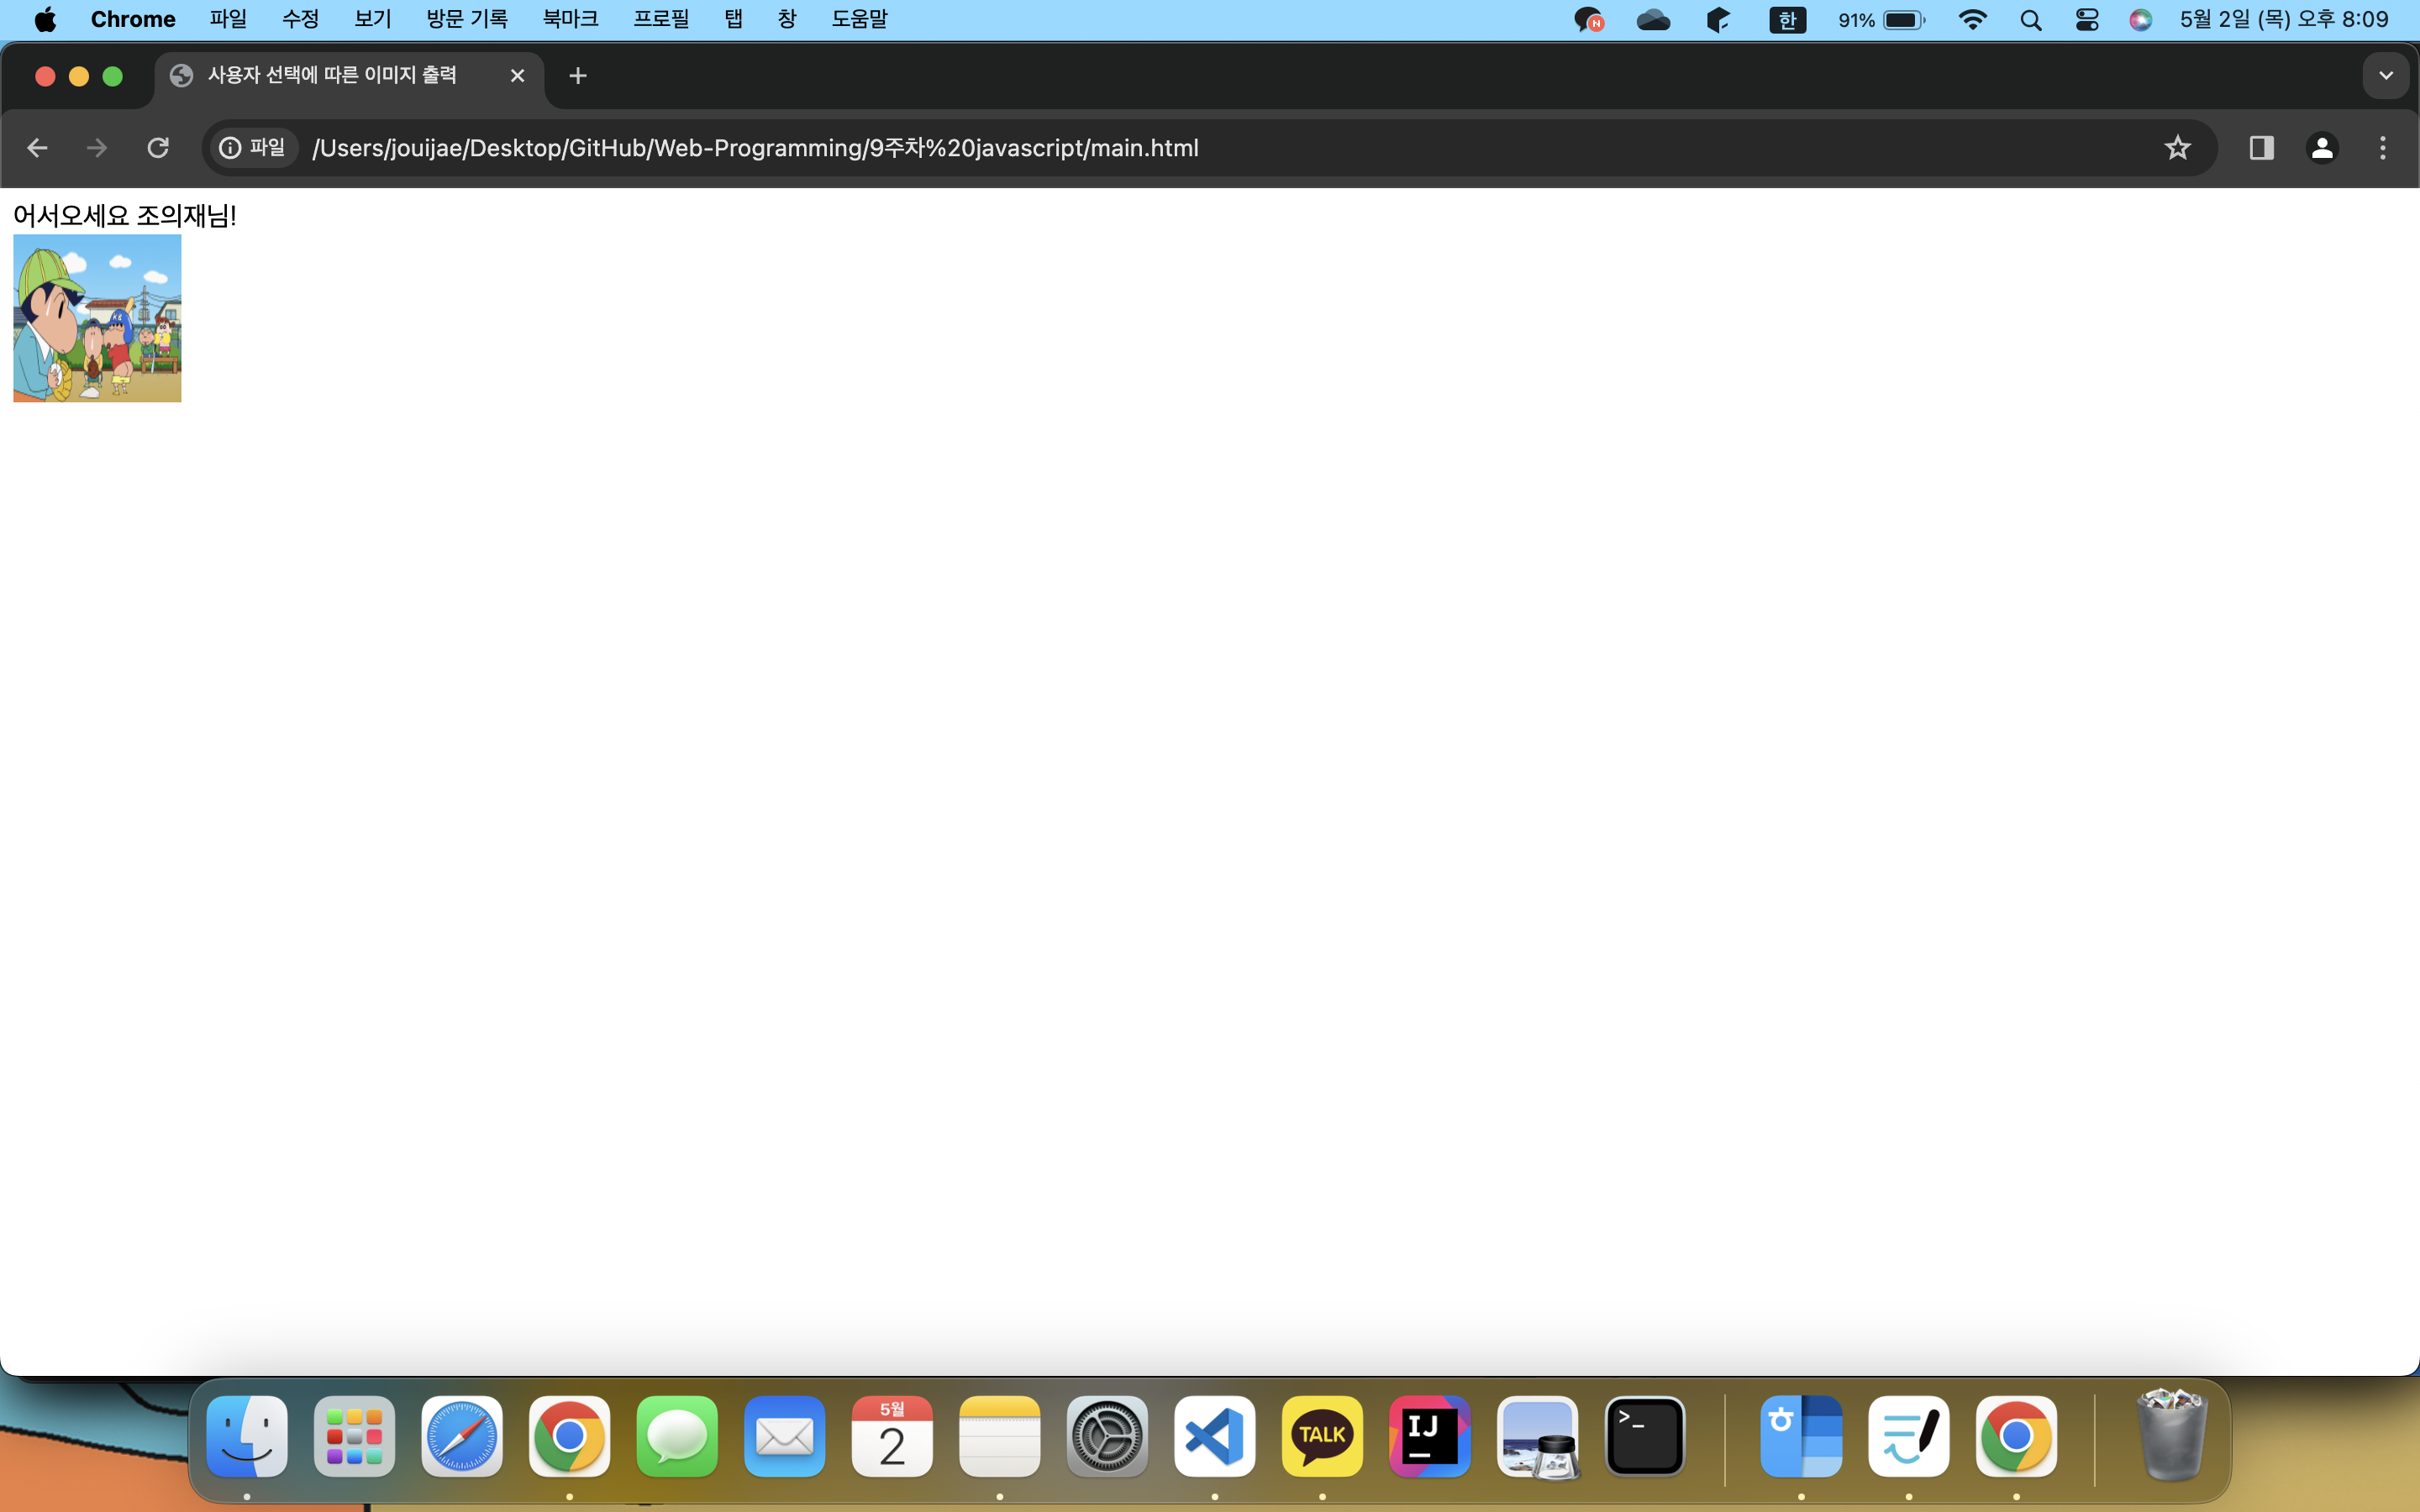 Chrome 파일 수정 보기 방문 기록 북마크 프로필 탭 창 도움말 N 한 91% 5월 2일 (목) 오후 8:09
사용자 선택에 따른 이미지 출력
파일 /Users/jouijae/Desktop/GitHub/Web-Programming/9주차%20javascript/main.html
어서오세요 조의재님!
5월
2
TALK
IJ
>_
ㅎ